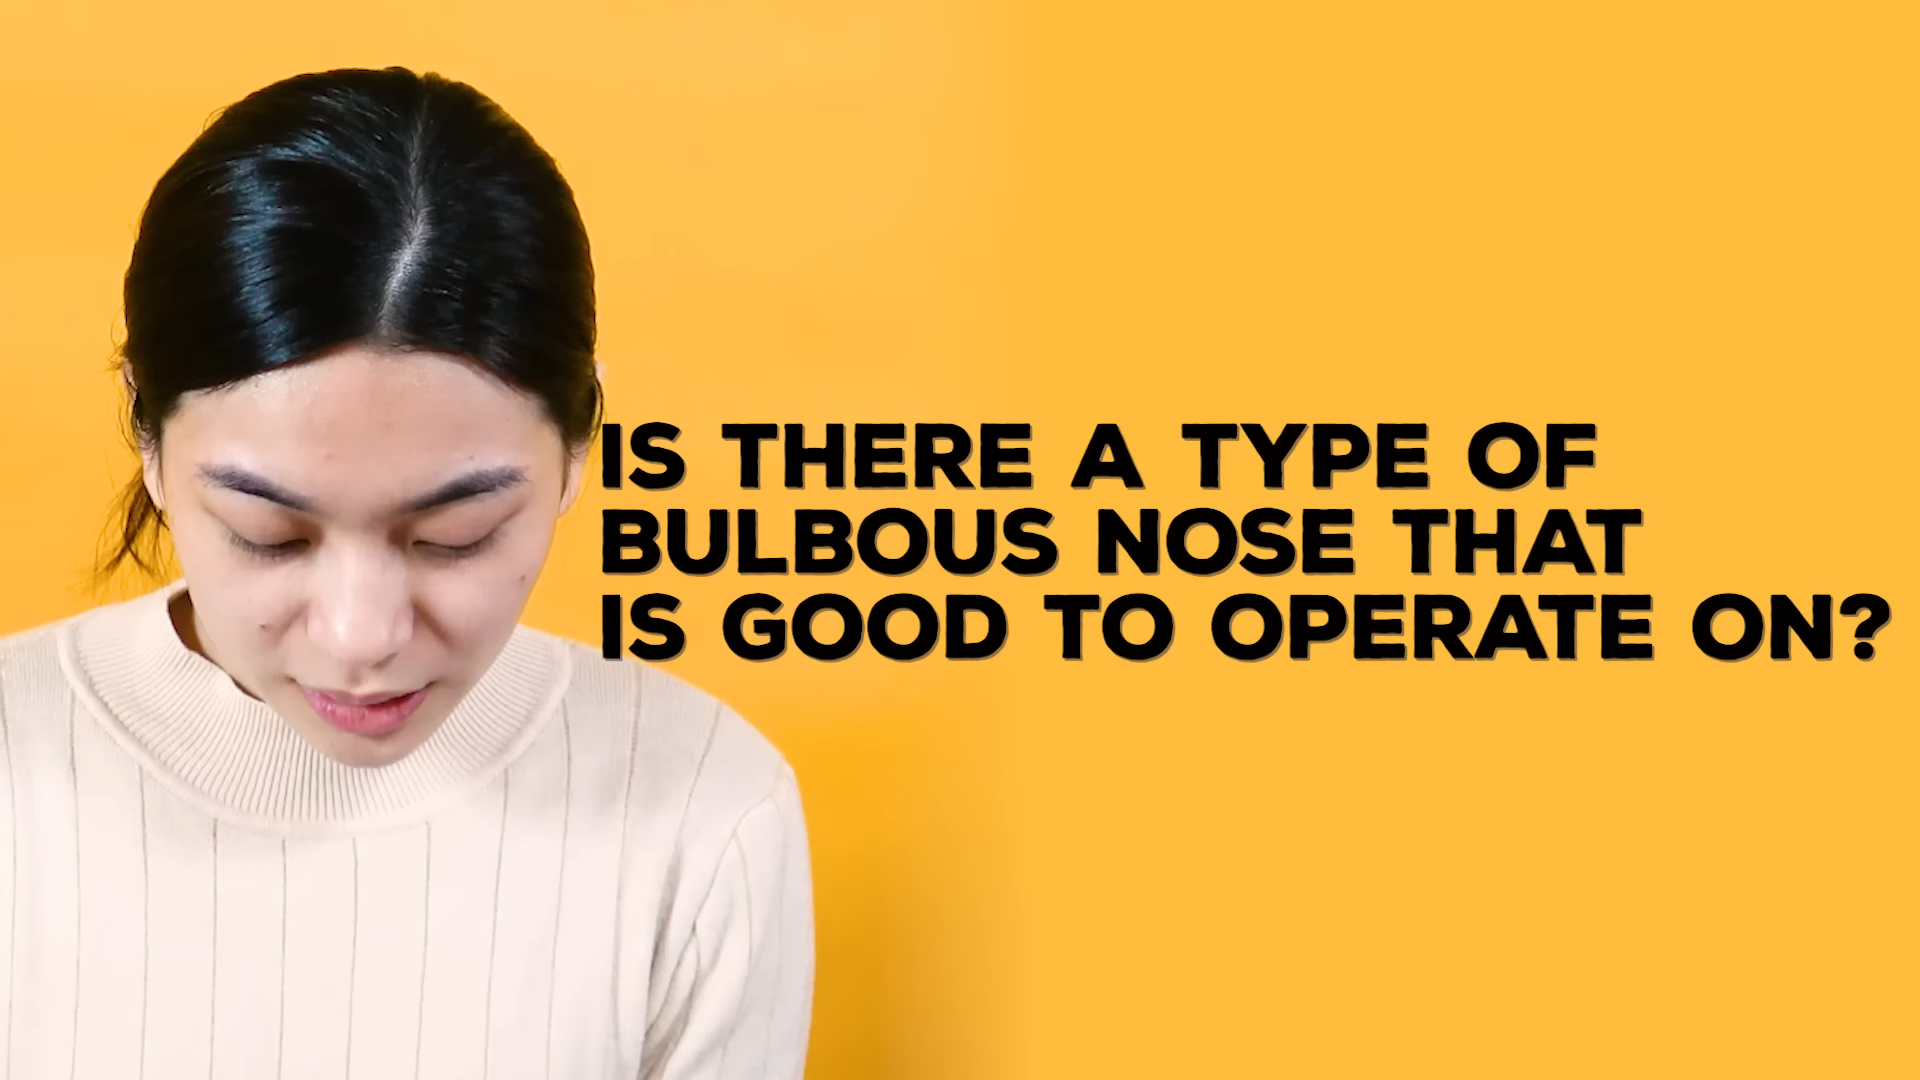 IS THERE A TYPE OF
BULBOUS NOSE THAT
IS GOOD TO OPERATE ON?